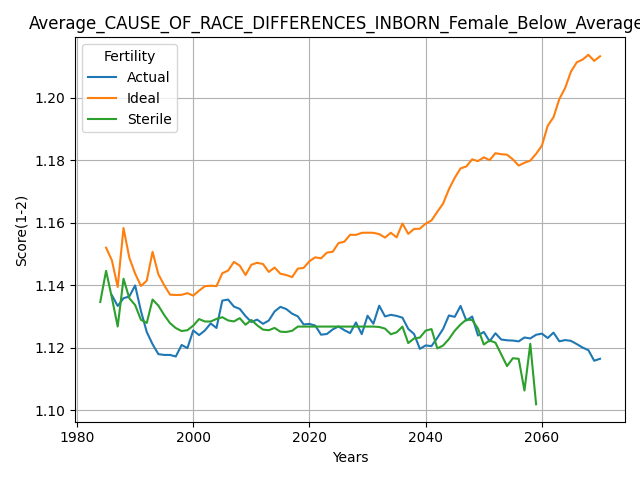 Average_CAUSE_OF_RACE_DIFFERENCES_INBORN_Female_Below_Average
Fertility
Actual
Ideal
Sterile
Score(1-2)
1.20
1.18
1.16
1.14
1.12
1.10
1980 2000 2020 2040 2060
Years